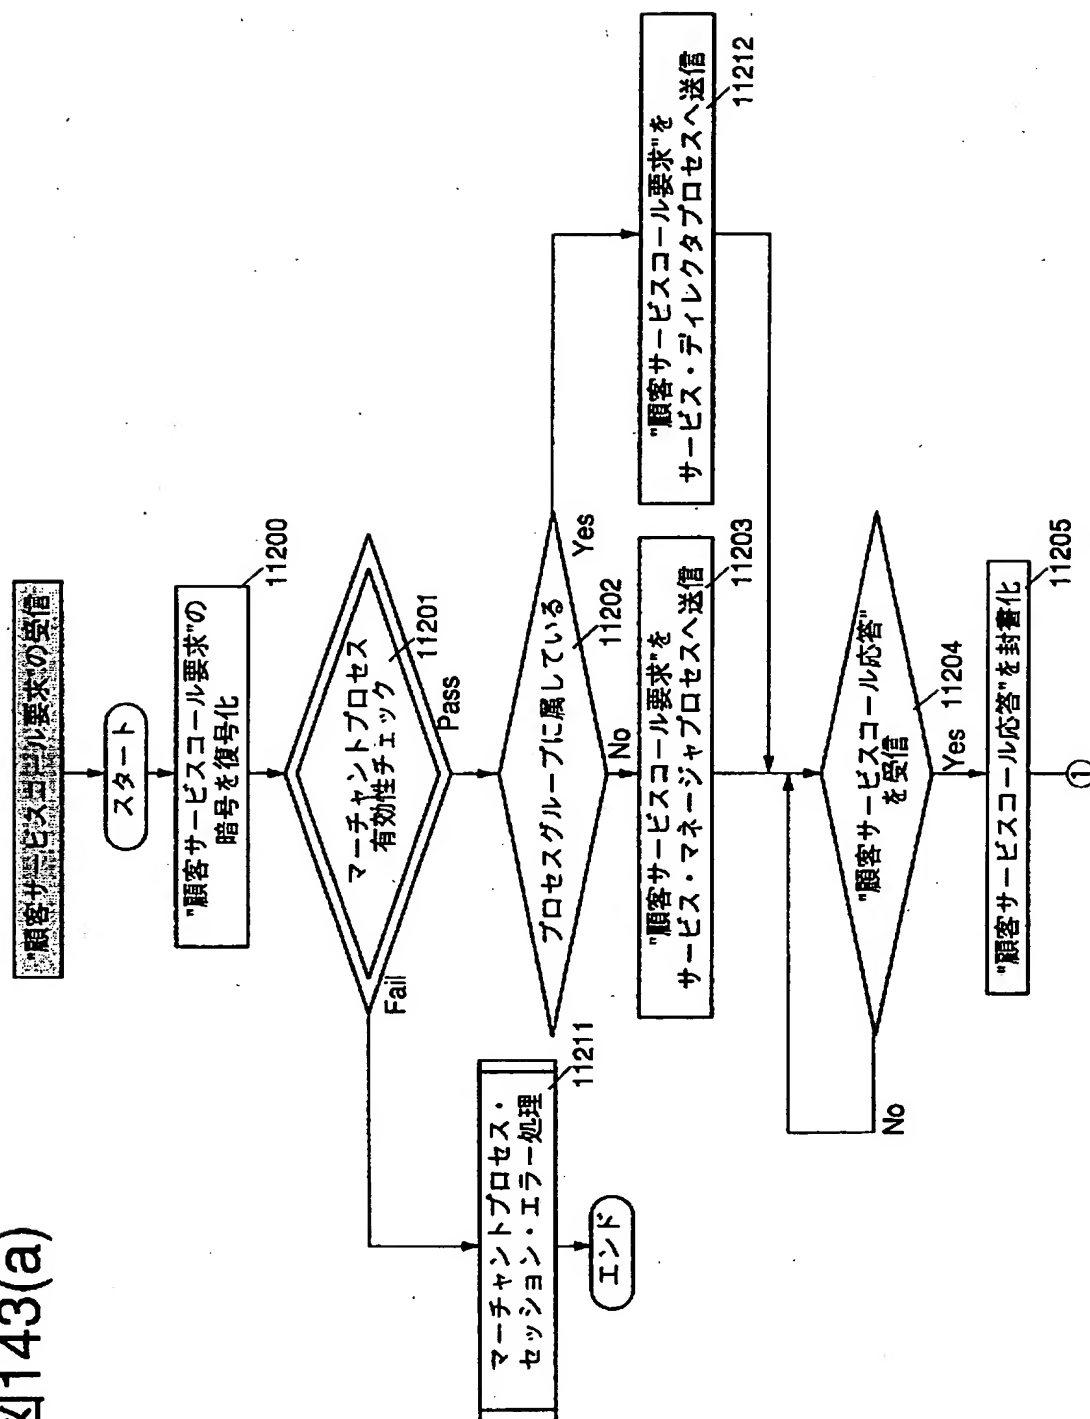 図143(a)
"顧客サービスコール要求"の受信
スタート
"顧客サービスコール要求"の
暗号を復号化
11200
マーチャントプロセス
有効性チェック
11201
Fail
Pass
マーチャントプロセス・
セッション・エラー処理
11211
エンド
プロセスグループに属している
11202
Yes
No
"顧客サービスコール要求"を
サービス・マネージャプロセスへ送信
11203
"顧客サービスコール要求"を
サービス・ディレクタプロセスへ送信
11212
"顧客サービスコール応答"
を受信
11204
Yes
No
"顧客サービスコール応答"を封書化
11205
1